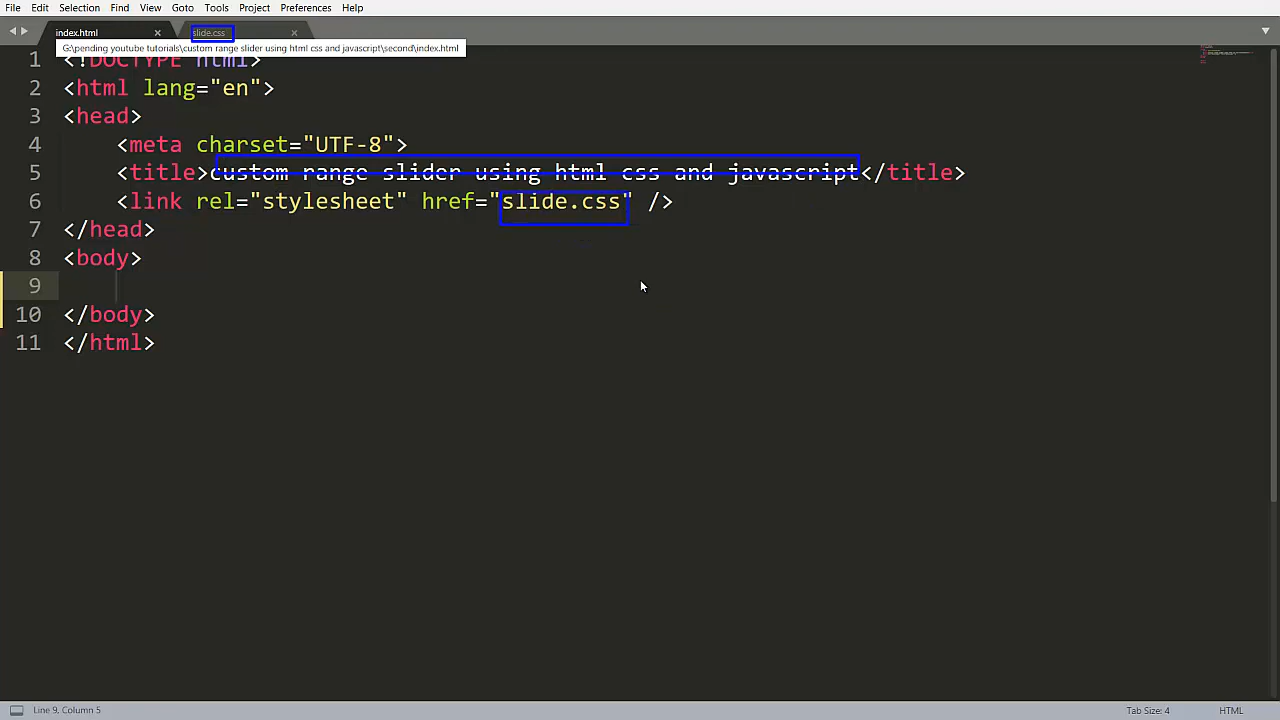 File Edit Selection Find View Goto Tools Project Preferences Help
index.html × slide.css ×
G:\pending youtube tutorials\custom range slider using html css and javascript\second\index.html
1 <!DOCTYPE html>
2 <html lang="en">
3 <head>
4 <meta charset="UTF-8">
5 <title>custom range slider using html css and javascript</title>
6 <link rel="stylesheet" href="slide.css" />
7 </head>
8 <body>
9
10 </body>
11 </html>
Line 9, Column 5 Tab Size: 4 HTML